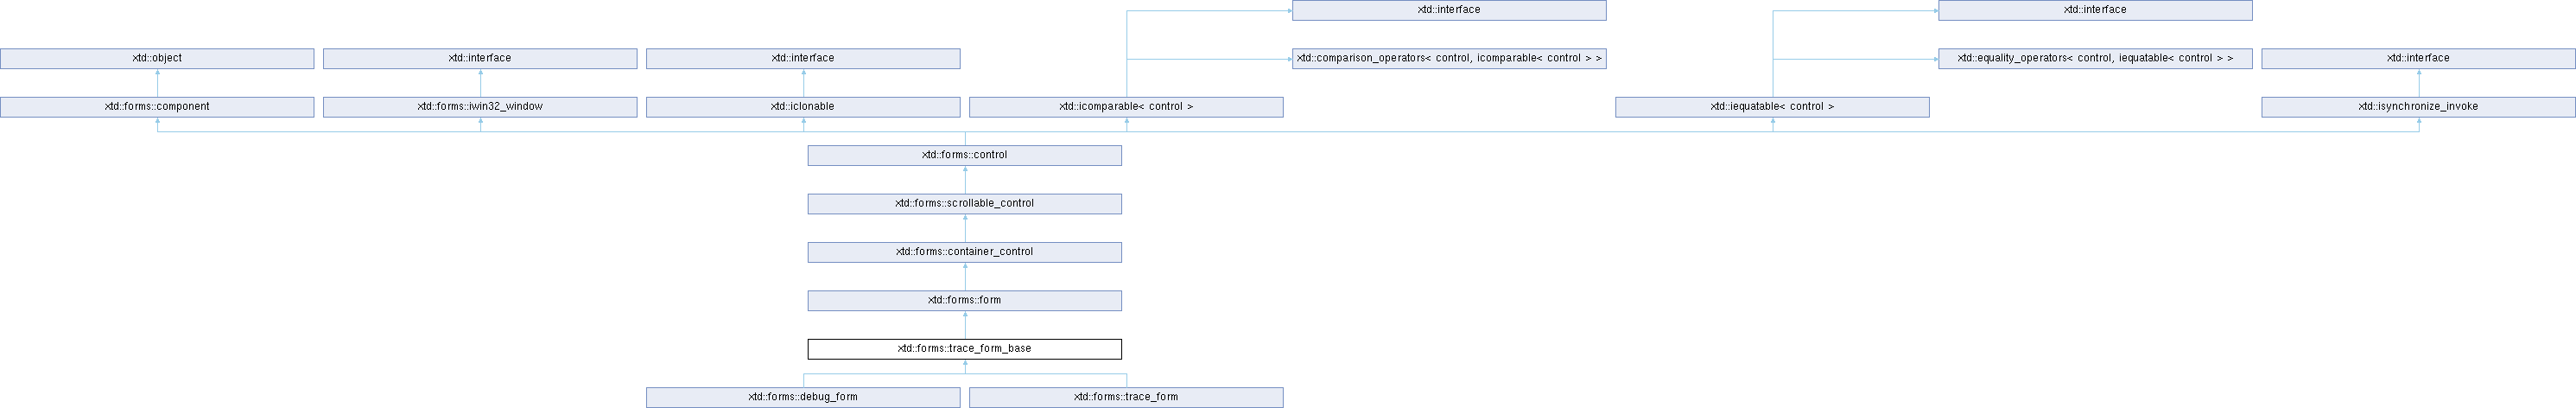 xtd::interface
xtd::interface
xtd::object
xtd::interface
xtd::interface
xtd::comparison_operators< control, icomparable< control > >
xtd::equality_operators< control, iequatable< control > >
xtd::interface
xtd::forms::component
xtd::forms::iwin32_window
xtd::iclonable
xtd::icomparable< control >
xtd::iequatable< control >
xtd::isynchronize_invoke
xtd::forms::control
xtd::forms::scrollable_control
xtd::forms::container_control
xtd::forms::form
xtd::forms::trace_form_base
xtd::forms::debug_form
xtd::forms::trace_form